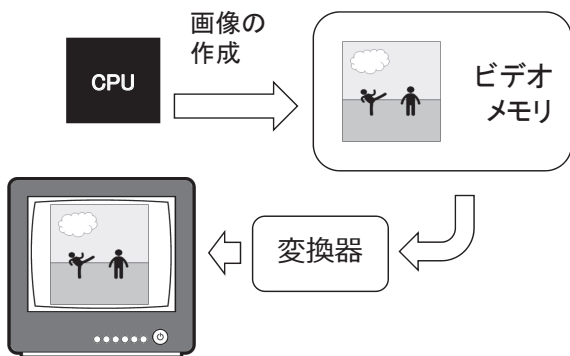 画像の
作成
CPU
ビデオ
メモリ
変換器